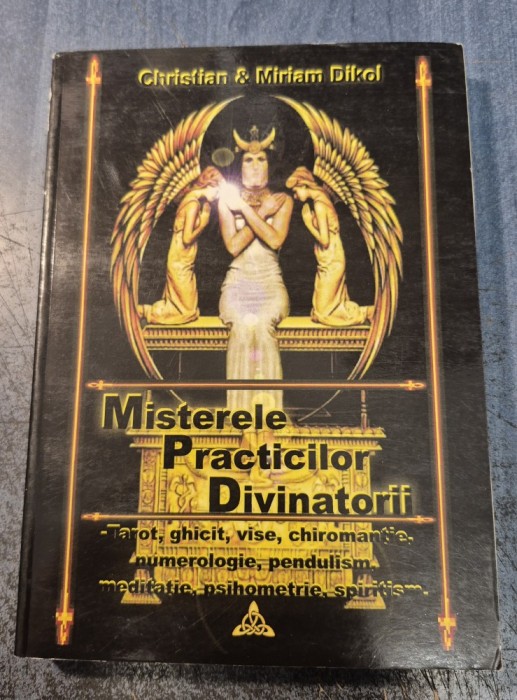 Christian & Miriam Dikol
Misterele
Practicilor
Divinatorii
-Tarot, ghicit, vise, chiromanție,
numerologie, pendulism,
meditație, psihometrie, spiritism-